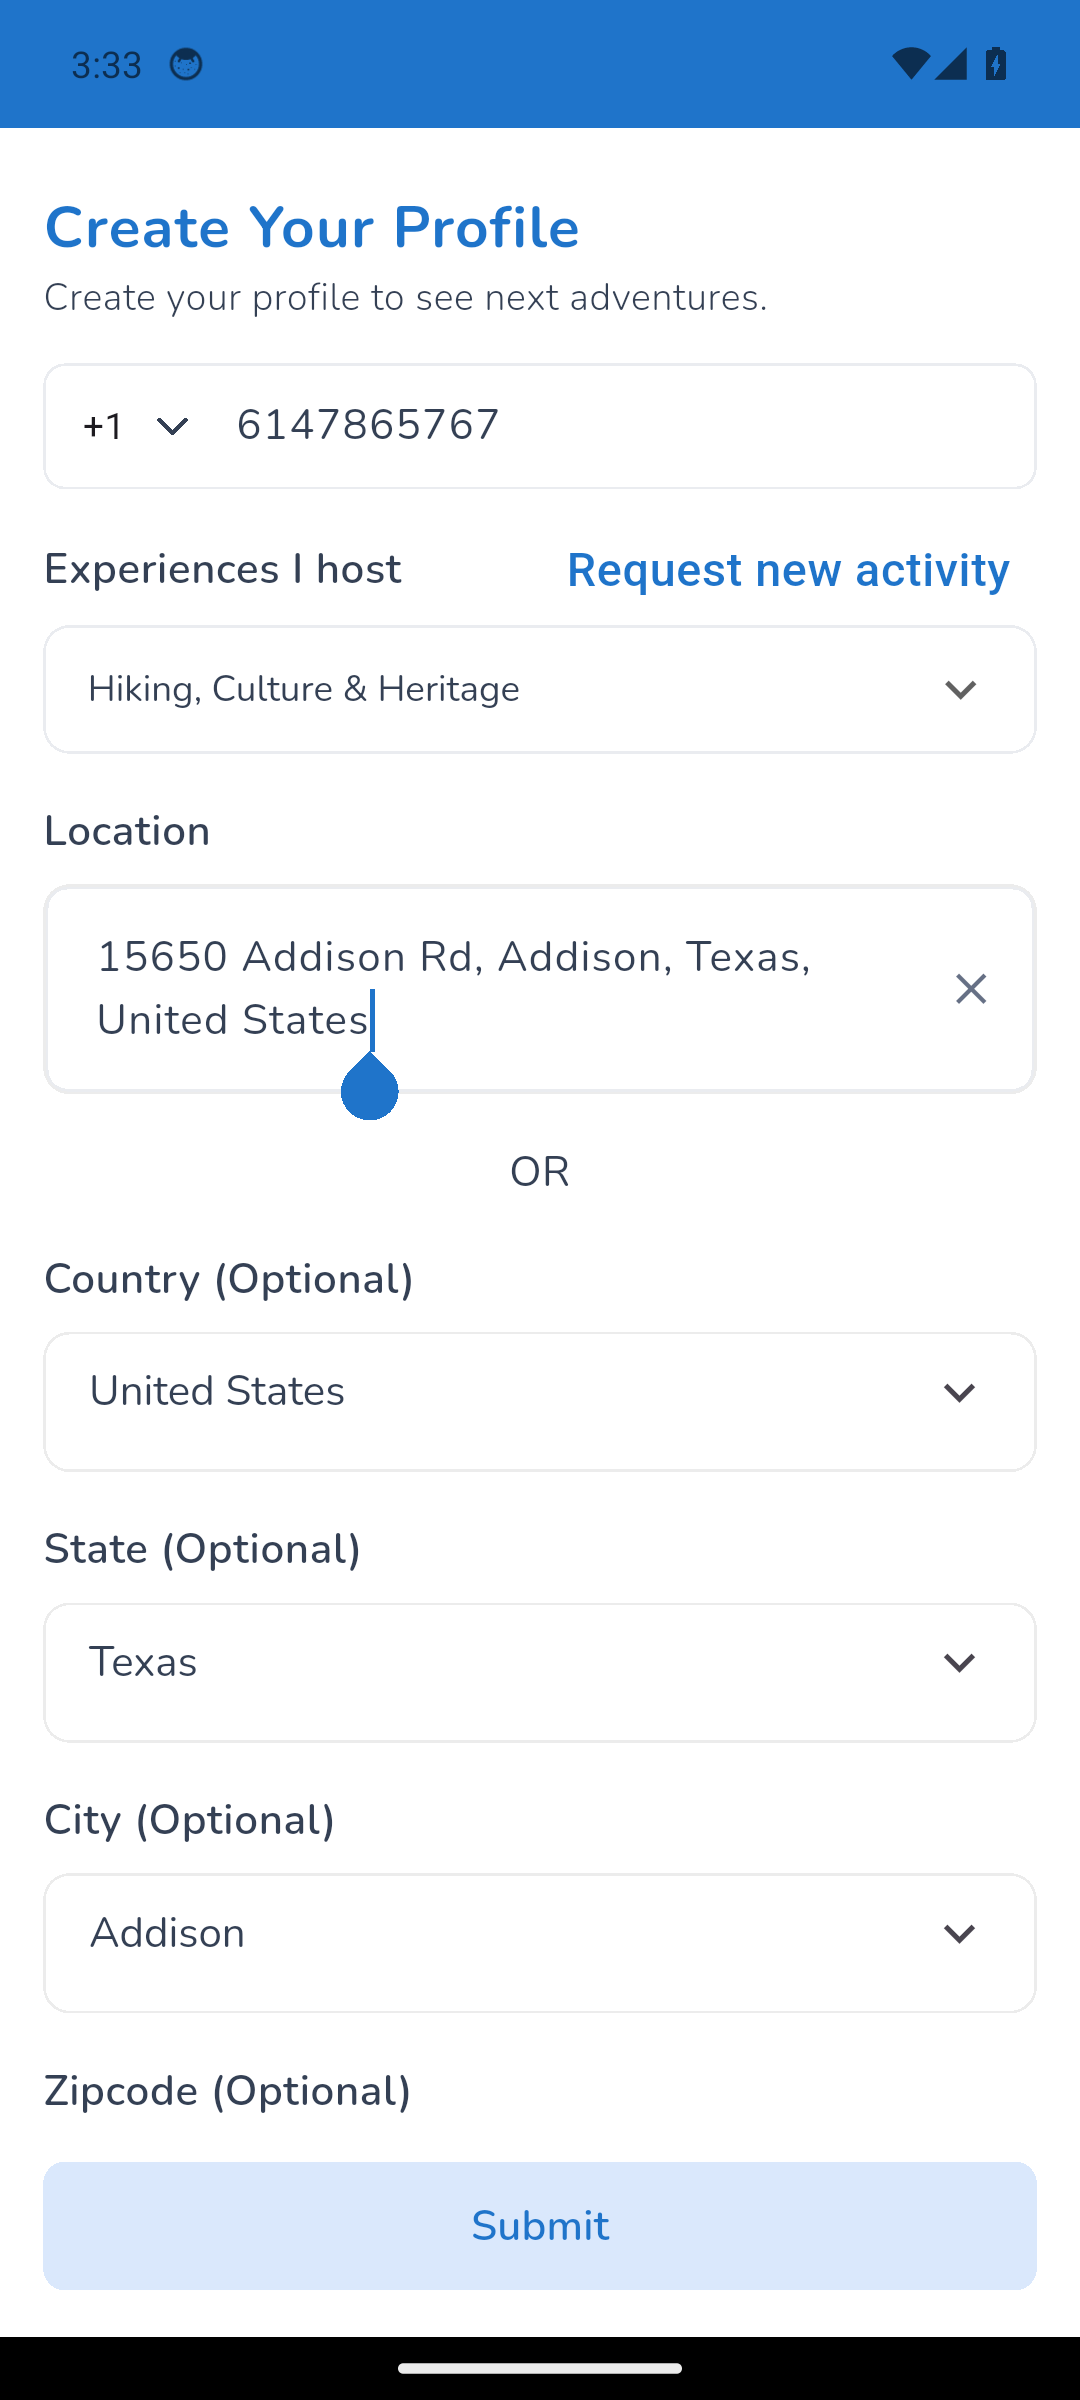 3:33
Create Your Profile
Create your profile to see next adventures.
+1 6147865767
Experiences I host Request new activity
Hiking, Culture & Heritage
Location
15650 Addison Rd, Addison, Texas,
United States
OR
Country (Optional)
United States
State (Optional)
Texas
City (Optional)
Addison
Zipcode (Optional)
Submit